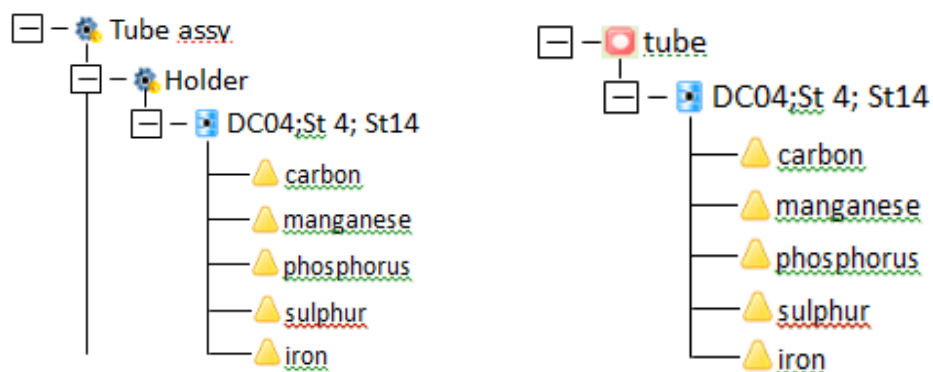 Tube assy
Holder
DC04;St 4; St14
carbon
manganese
phosphorus
sulphur
iron
tube
DC04;St 4; St14
carbon
manganese
phosphorus
sulphur
iron